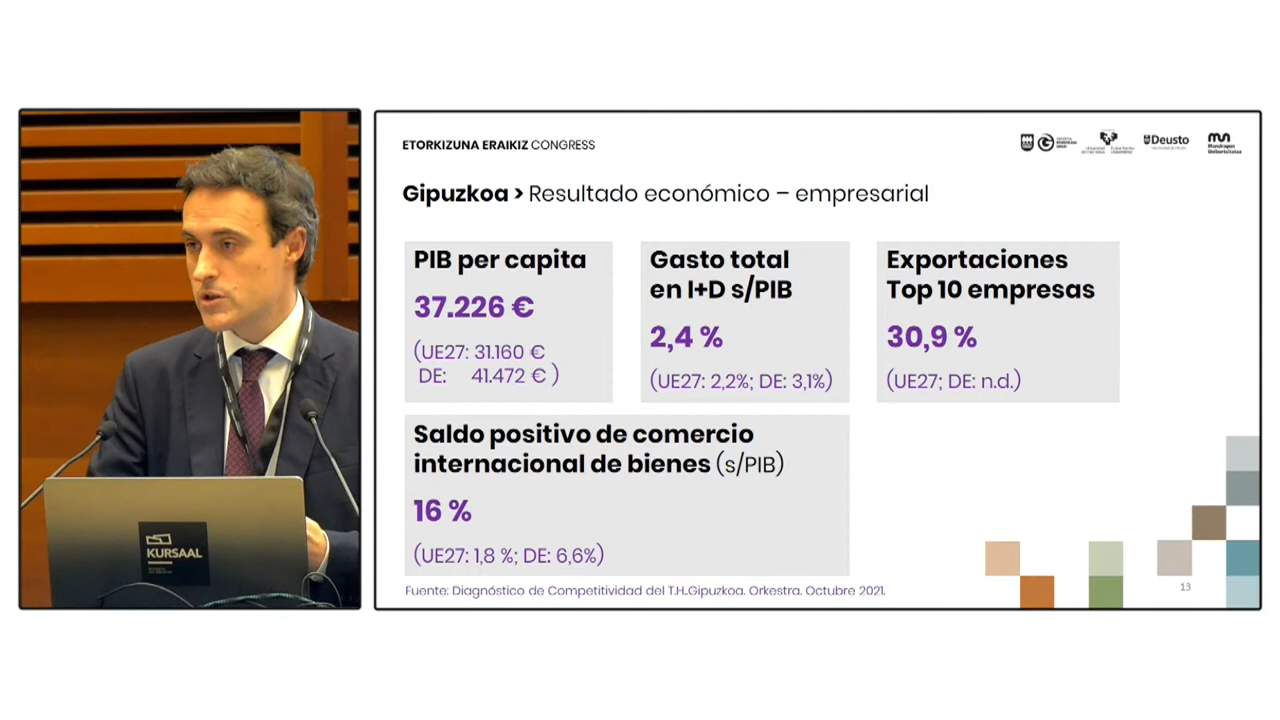 ETORKIZUNA ERAIKIZ CONGRESS
Deusto
Gipuzkoa > Resultado económico – empresarial
PIB per capita
37.226 €
(UE27: 31.160 €
DE: 41.472 € )
Gasto total
en I+D s/PIB
2,4 %
(UE27: 2,2%; DE: 3,1%)
Exportaciones
Top 10 empresas
30,9 %
(UE27; DE: n.d.)
Saldo positivo de comercio
internacional de bienes (s/PIB)
16 %
(UE27: 1,8 %; DE: 6,6%)
Fuente: Diagnóstico de Competitividad del T.H.Gipuzkoa. Orkestra. Octubre 2021.
13
KURSAAL